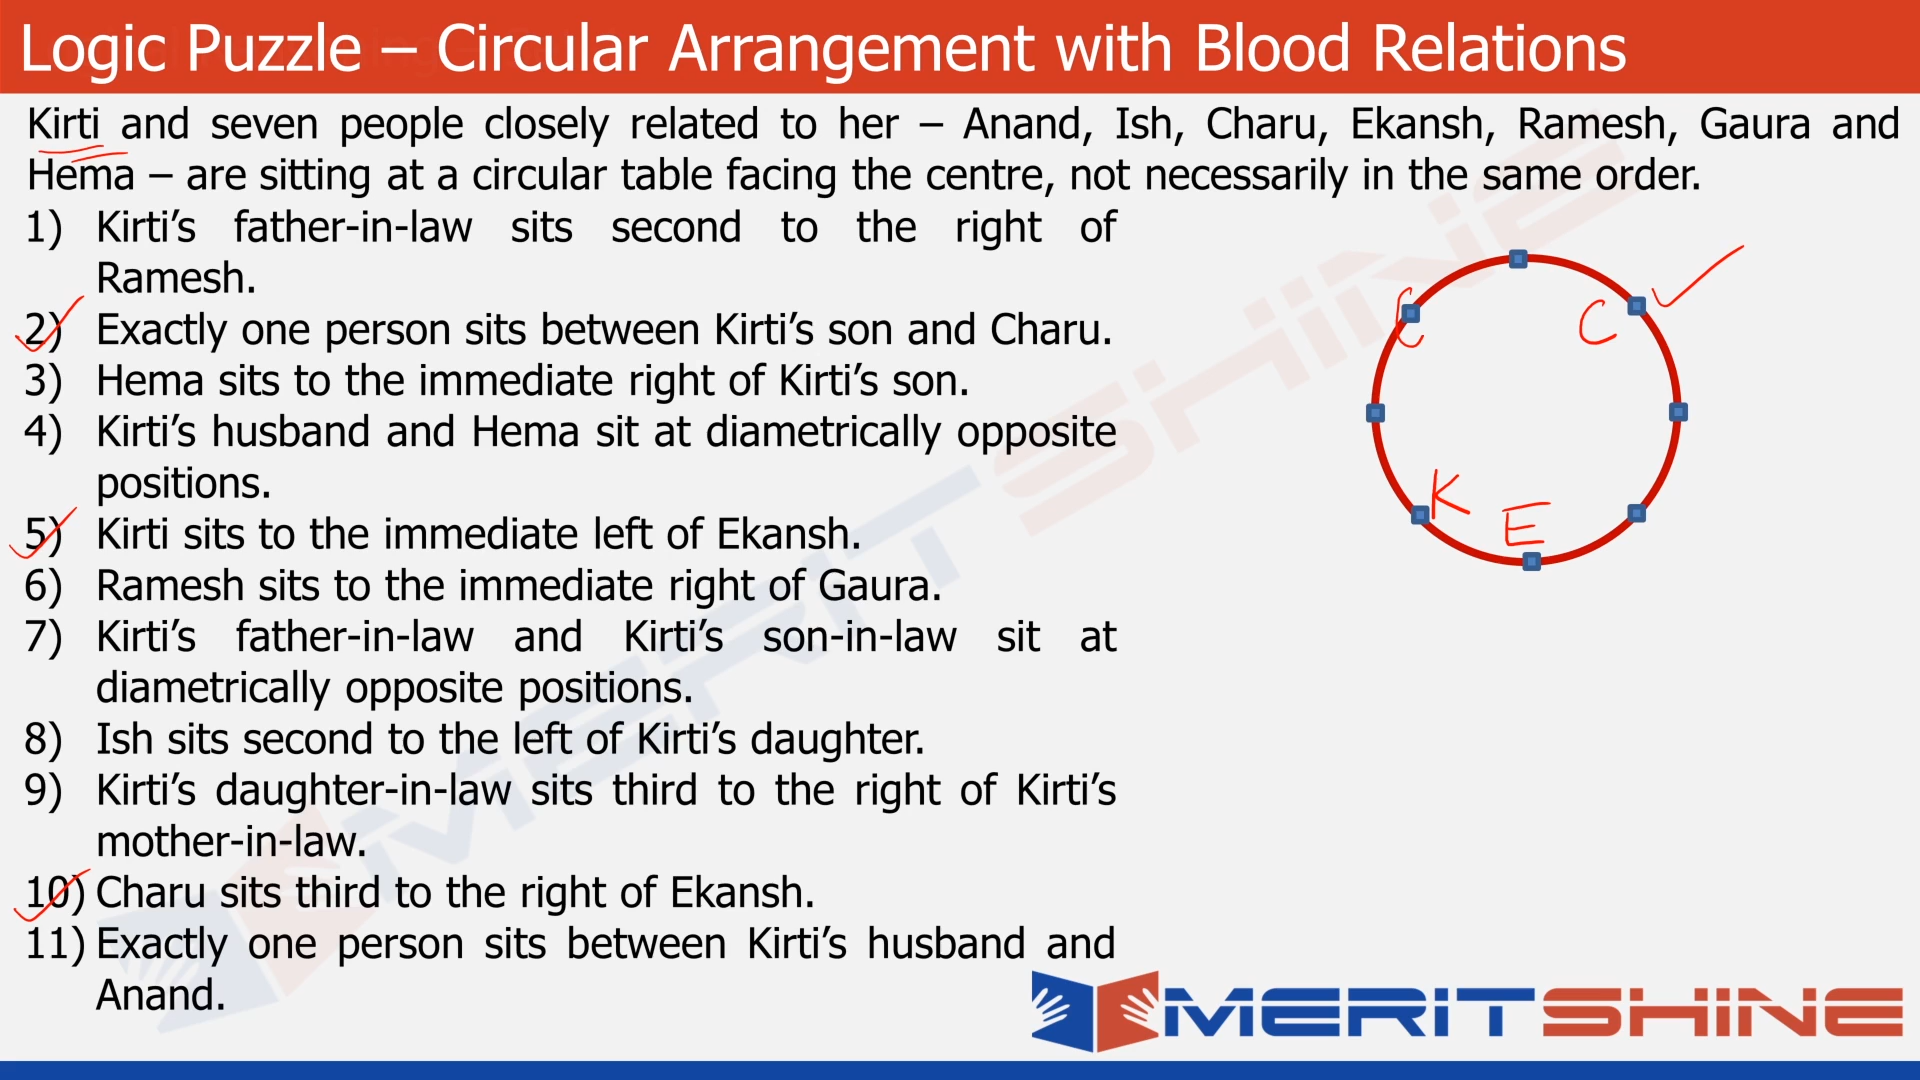 Logic Puzzle – Circular Arrangement with Blood Relations
Kirti and seven people closely related to her – Anand, Ish, Charu, Ekansh, Ramesh, Gaura and
Hema – are sitting at a circular table facing the centre, not necessarily in the same order.
1) Kirti’s father-in-law sits second to the right of
Ramesh.
2) Exactly one person sits between Kirti’s son and Charu.
3) Hema sits to the immediate right of Kirti’s son.
4) Kirti’s husband and Hema sit at diametrically opposite
positions.
5) Kirti sits to the immediate left of Ekansh.
6) Ramesh sits to the immediate right of Gaura.
7) Kirti’s father-in-law and Kirti’s son-in-law sit at
diametrically opposite positions.
8) Ish sits second to the left of Kirti’s daughter.
9) Kirti’s daughter-in-law sits third to the right of Kirti’s
mother-in-law.
10) Charu sits third to the right of Ekansh.
11) Exactly one person sits between Kirti’s husband and
Anand.
C
C
K
E
MERITSHINE
MERITSHINE